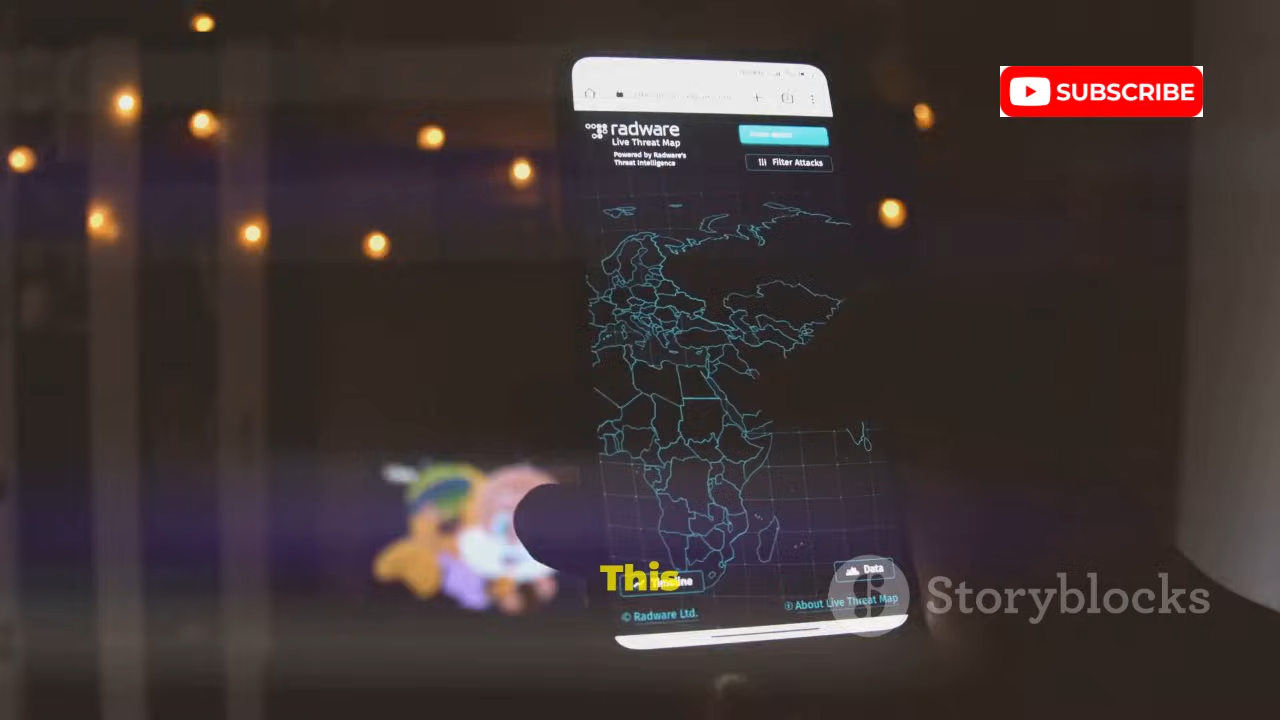 SUBSCRIBE
radware
Live Threat Map
Powered by Radware's
Threat Intelligence
Filter Attacks
This
Timeline
Data
© Radware Ltd.
About Live Threat Map
Storyblocks